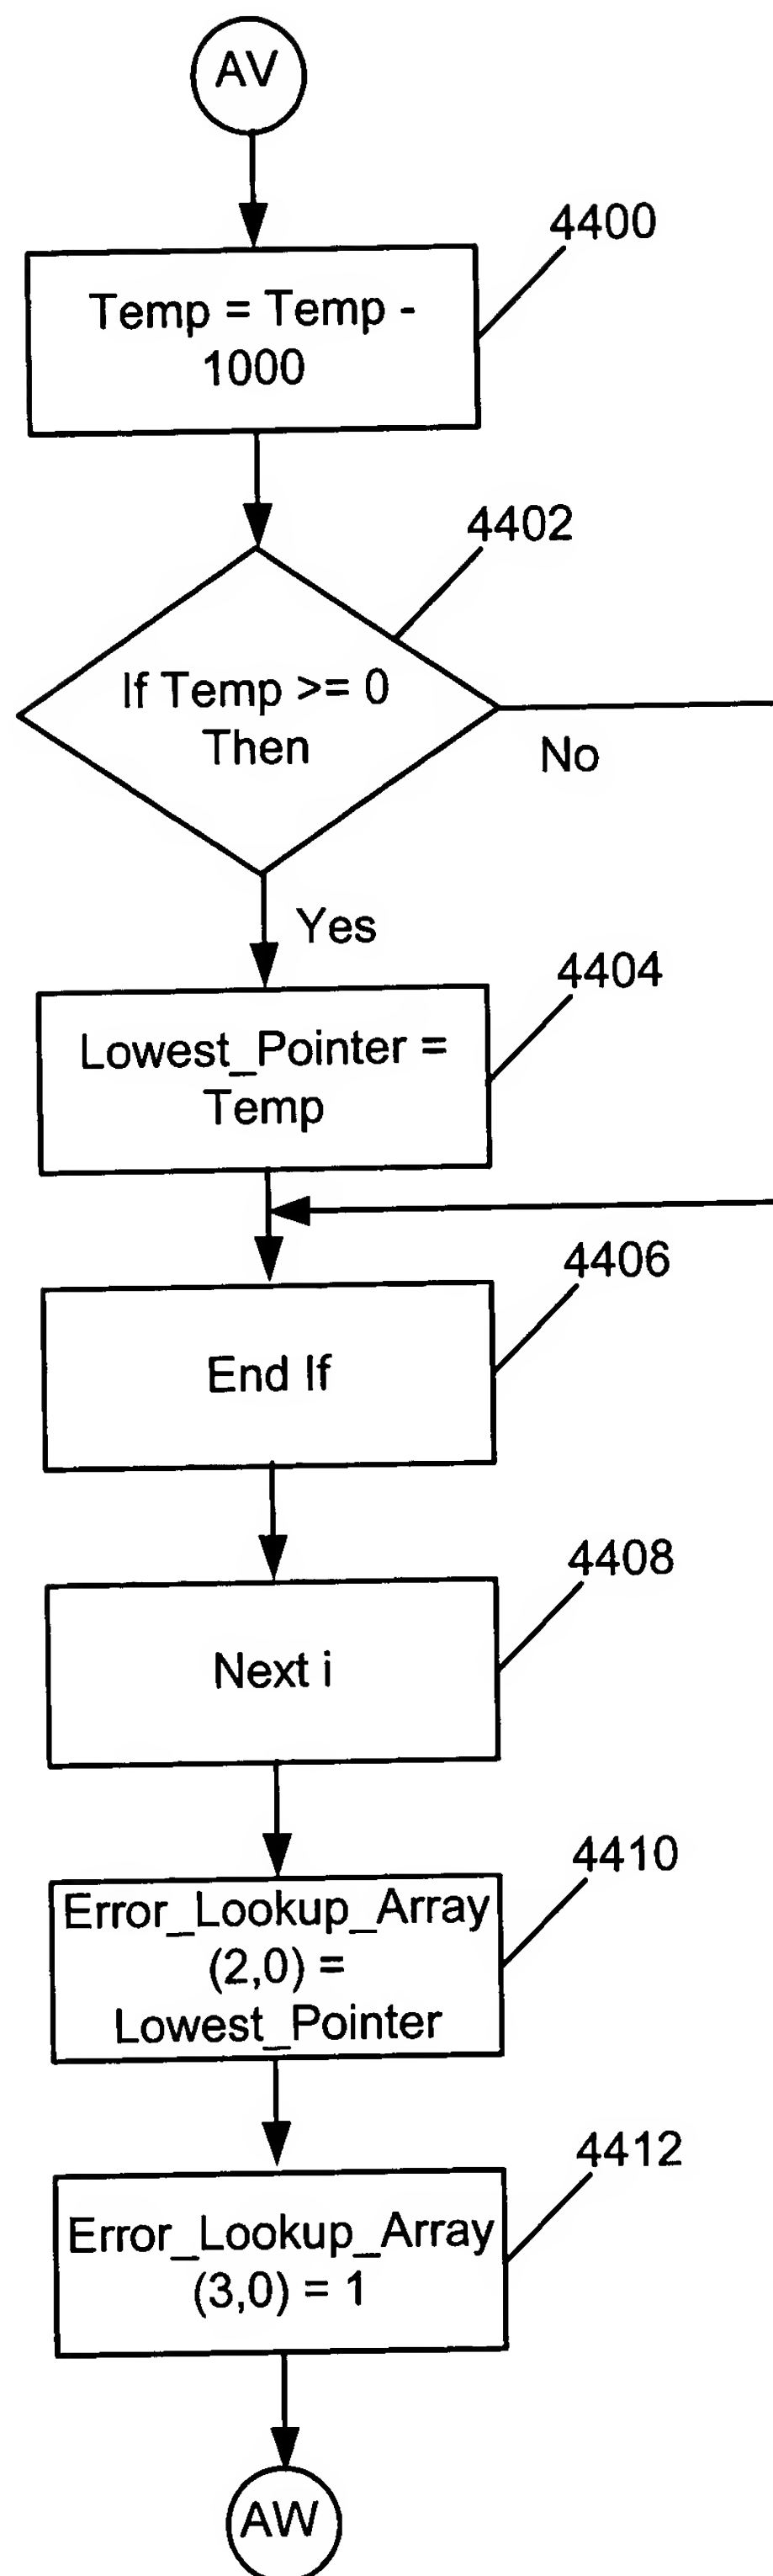 AV
4400
Temp = Temp -
1000
4402
If Temp >= 0
Then
No
Yes
4404
Lowest_Pointer =
Temp
4406
End If
4408
Next i
4410
Error_Lookup_Array
(2,0) =
Lowest_Pointer
4412
Error_Lookup_Array
(3,0) = 1
AW